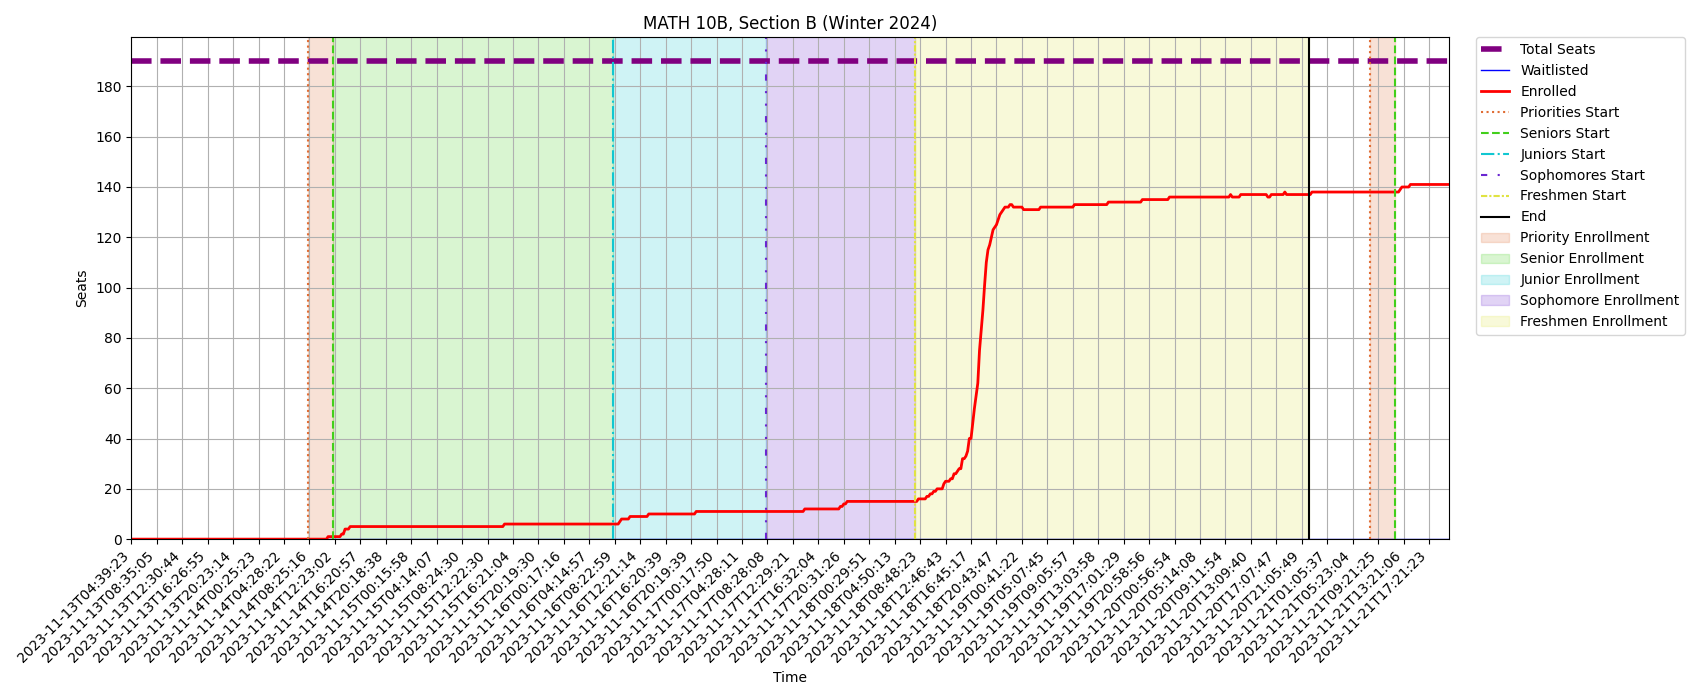 MATH 10B, Section B (Winter 2024)
Seats
180
160
140
120
100
80
60
40
20
0
2023-11-13T04:39:23
2023-11-13T08:35:05
2023-11-13T12:30:44
2023-11-13T16:26:55
2023-11-13T20:23:14
2023-11-14T00:25:23
2023-11-14T04:28:22
2023-11-14T08:25:16
2023-11-14T12:23:02
2023-11-14T16:20:57
2023-11-14T20:18:38
2023-11-15T00:15:58
2023-11-15T04:14:07
2023-11-15T08:24:30
2023-11-15T12:22:30
2023-11-15T16:21:04
2023-11-15T20:19:30
2023-11-16T00:17:16
2023-11-16T04:14:57
2023-11-16T08:22:59
2023-11-16T12:21:14
2023-11-16T16:20:39
2023-11-16T20:19:39
2023-11-17T00:17:50
2023-11-17T04:28:11
2023-11-17T08:28:08
2023-11-17T12:29:21
2023-11-17T16:32:04
2023-11-17T20:31:26
2023-11-18T00:29:51
2023-11-18T04:50:13
2023-11-18T08:48:23
2023-11-18T12:46:43
2023-11-18T16:45:17
2023-11-18T20:43:47
2023-11-19T00:41:22
2023-11-19T05:07:45
2023-11-19T09:05:57
2023-11-19T13:03:58
2023-11-19T17:01:29
2023-11-19T20:58:56
2023-11-20T00:56:54
2023-11-20T05:14:08
2023-11-20T09:11:54
2023-11-20T13:09:40
2023-11-20T17:07:47
2023-11-20T21:05:49
2023-11-21T01:05:37
2023-11-21T05:23:04
2023-11-21T09:21:25
2023-11-21T13:21:06
2023-11-21T17:21:23
Time
Total Seats
Waitlisted
Enrolled
Priorities Start
Seniors Start
Juniors Start
Sophomores Start
Freshmen Start
End
Priority Enrollment
Senior Enrollment
Junior Enrollment
Sophomore Enrollment
Freshmen Enrollment